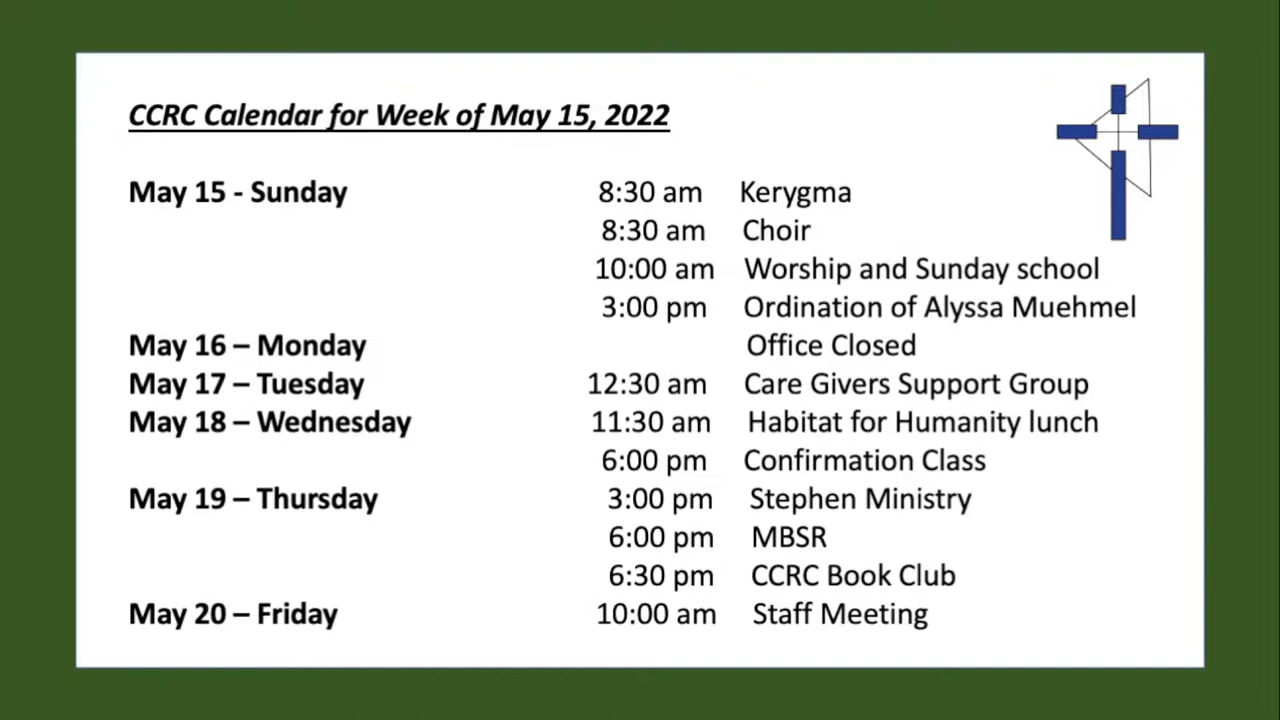 CCRC Calendar for Week of May 15, 2022
May 15 - Sunday 8:30 am Kerygma
8:30 am Choir
10:00 am Worship and Sunday school
3:00 pm Ordination of Alyssa Muehmel
May 16 – Monday Office Closed
May 17 – Tuesday 12:30 am Care Givers Support Group
May 18 – Wednesday 11:30 am Habitat for Humanity lunch
6:00 pm Confirmation Class
May 19 – Thursday 3:00 pm Stephen Ministry
6:00 pm MBSR
6:30 pm CCRC Book Club
May 20 – Friday 10:00 am Staff Meeting